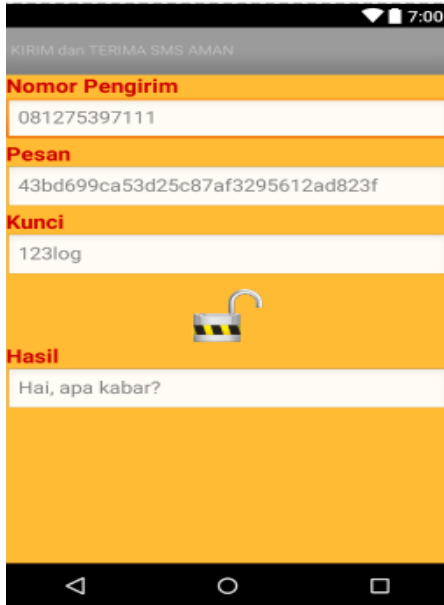 7:00
KIRIM dan TERIMA SMS AMAN
Nomor Pengirim
081275397111
Pesan
43bd699ca53d25c87af3295612ad823f
Kunci
123log
Hasil
Hai, apa kabar?